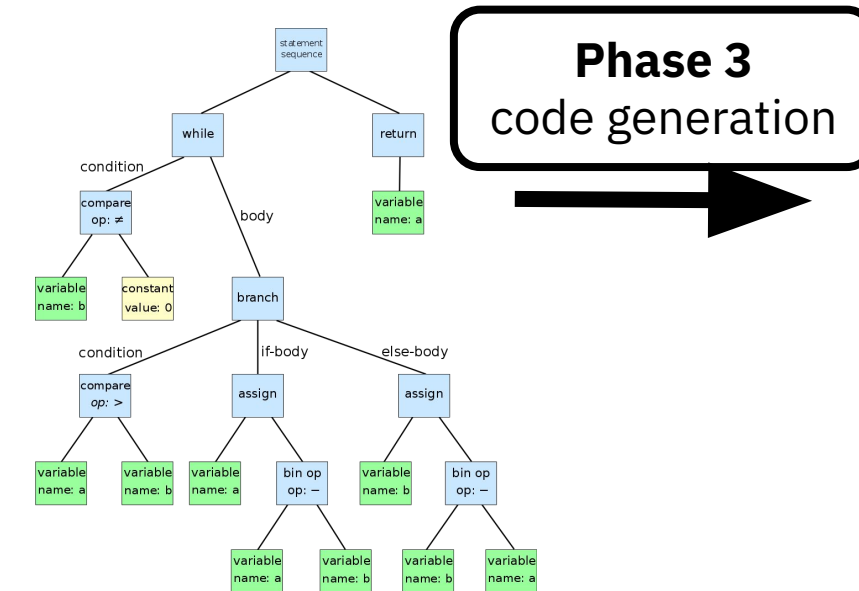 statement
sequence
Phase 3
code generation
while
return
condition
compare
op: ≠
body
variable
name: a
variable
name: b
constant
value: 0
branch
condition
if-body
else-body
compare
op: >
assign
assign
variable
name: a
variable
name: b
variable
name: a
bin op
op: −
variable
name: b
bin op
op: −
variable
name: a
variable
name: b
variable
name: b
variable
name: a